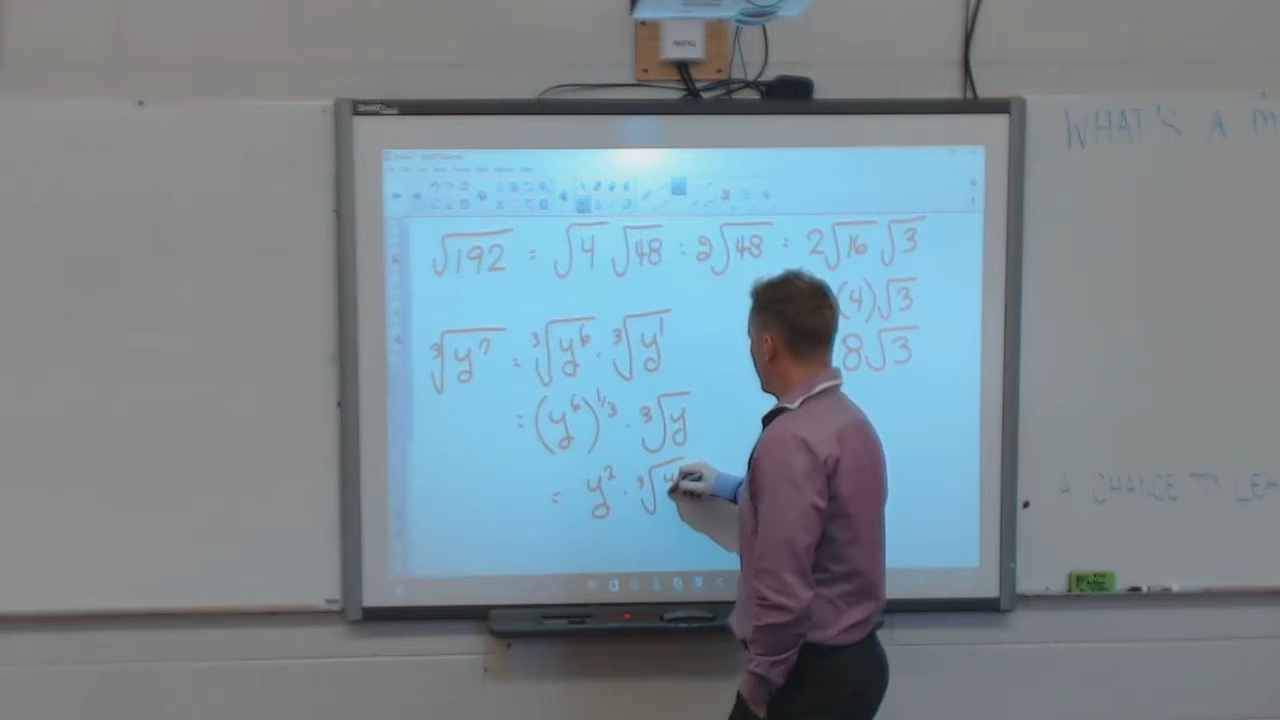 WHAT'S A M
√192 = √4 √48 = 2√48 = 2√16 √3
(4)√3
8√3
∛y⁷ = ∛y⁶ · ∛y¹
= (y⁶)^1/3 · ∛y
= y² · ∛y
A CHANCE TO LEA